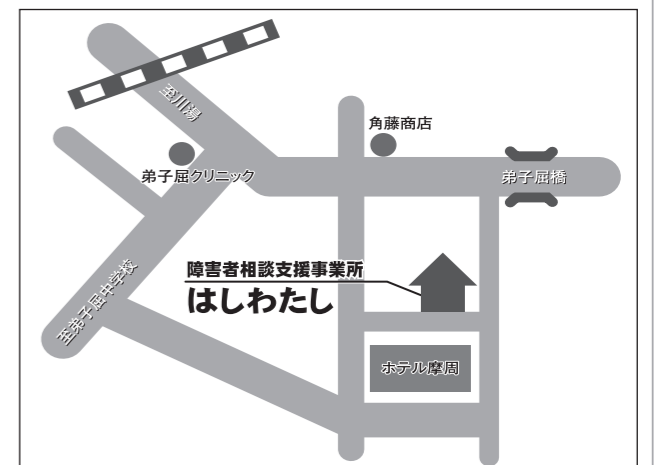 至川湯
角藤商店
弟子屈クリニック
弟子屈橋
至弟子屈中学校
障害者相談支援事業所
はしわたし
ホテル摩周